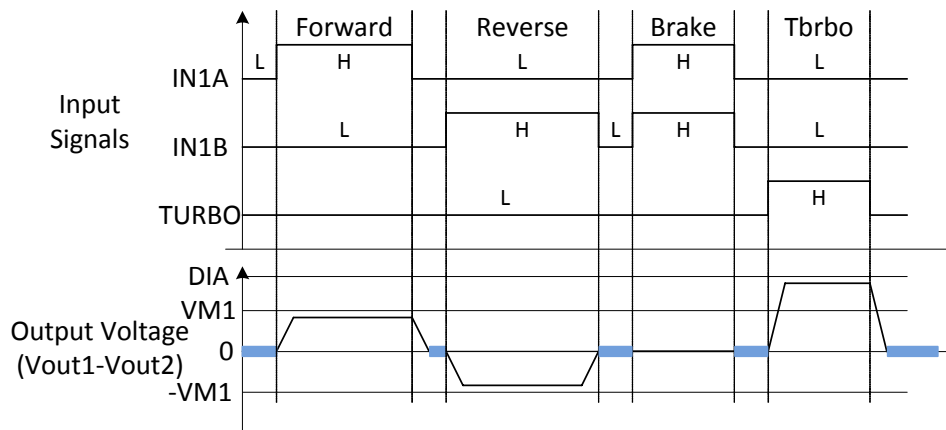 Forward Reverse Brake Tbrbo
L H L H L
IN1A
Input
Signals
L H L H L
IN1B
L H
TURBO
DIA
VM1
Output Voltage
(Vout1-Vout2)
0
-VM1